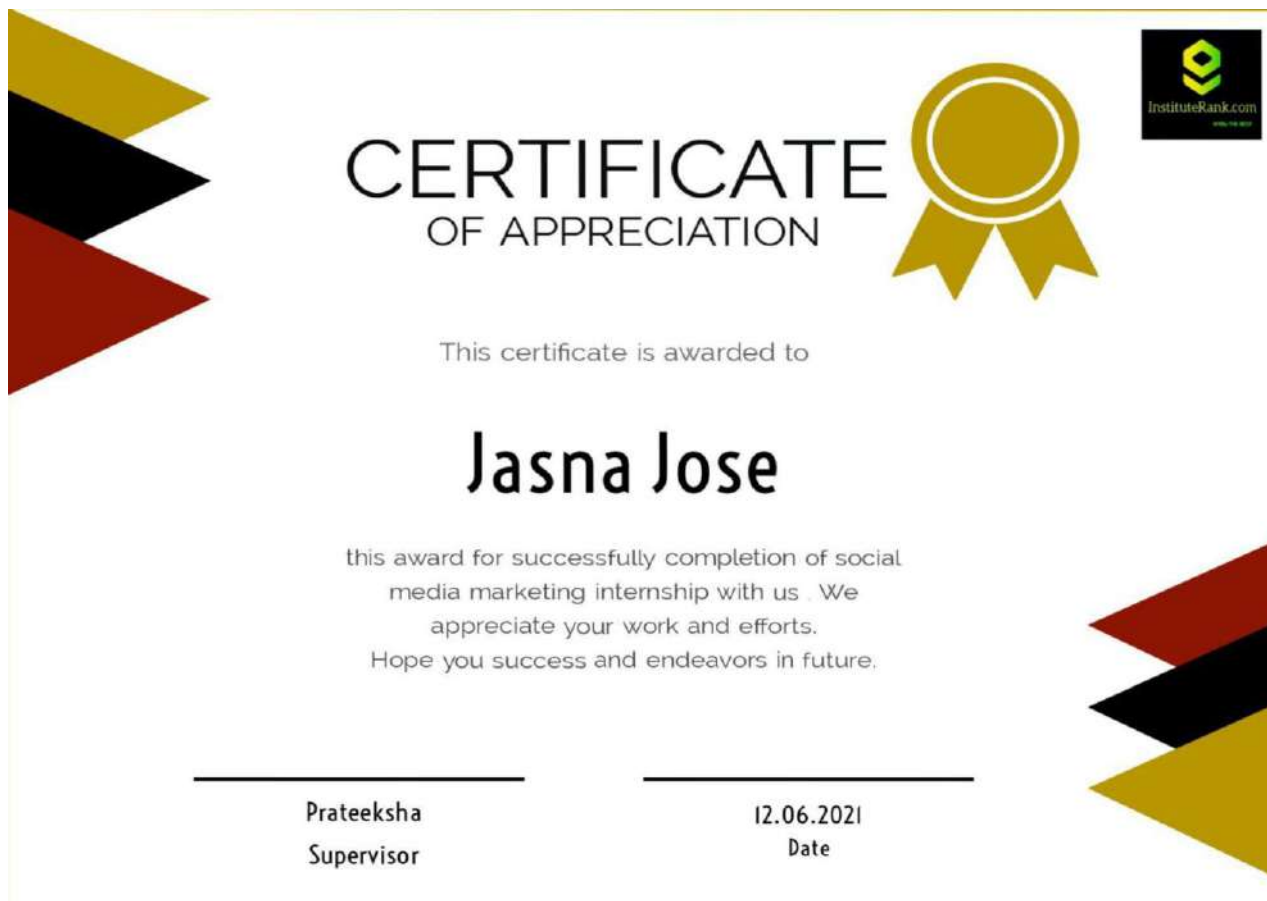 InstituteRank.com
CERTIFICATE
OF APPRECIATION
This certificate is awarded to
Jasna Jose
this award for successfully completion of social
media marketing internship with us . We
appreciate your work and efforts.
Hope you success and endeavors in future.
Prateeksha
Supervisor
12.06.2021
Date